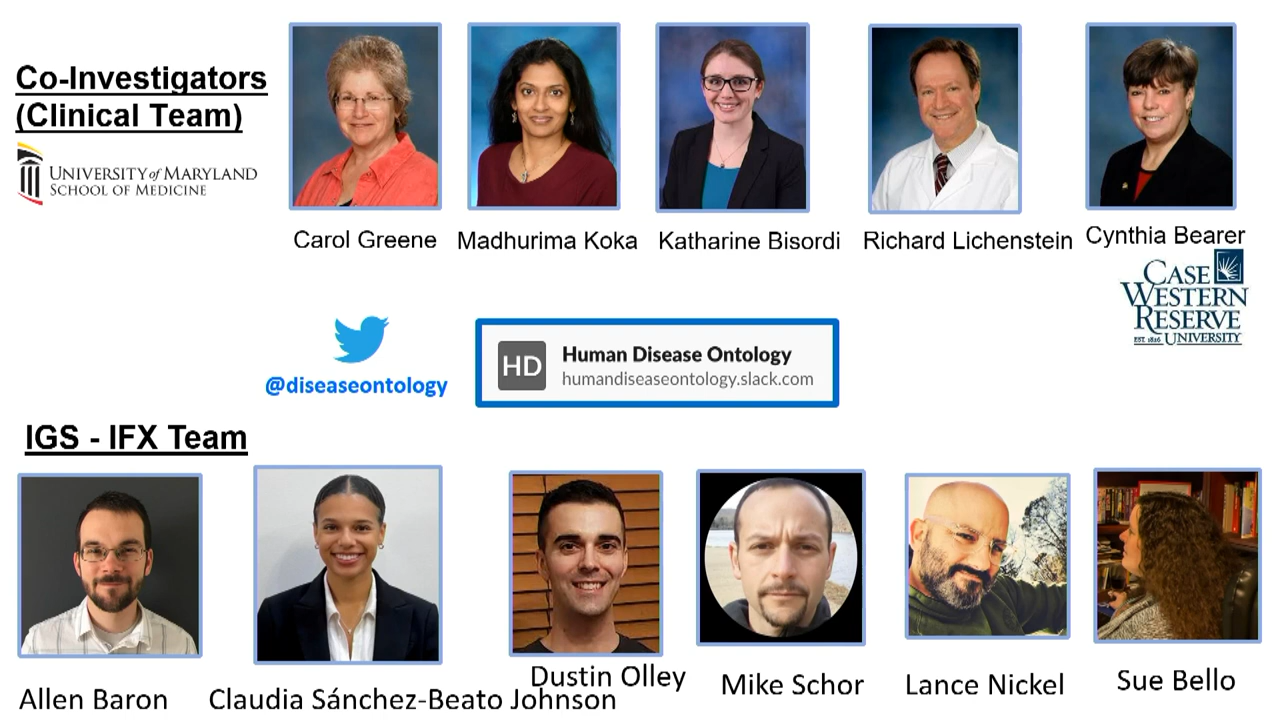 Co-Investigators
(Clinical Team)
UNIVERSITY of MARYLAND
SCHOOL OF MEDICINE
Carol Greene
Madhurima Koka
Katharine Bisordi
Richard Lichenstein
Cynthia Bearer
CASE
WESTERN
RESERVE
EST. 1826 UNIVERSITY
@diseaseontology
HD
Human Disease Ontology
humandiseaseontology.slack.com
IGS - IFX Team
Allen Baron
Claudia Sánchez-Beato Johnson
Dustin Olley
Mike Schor
Lance Nickel
Sue Bello